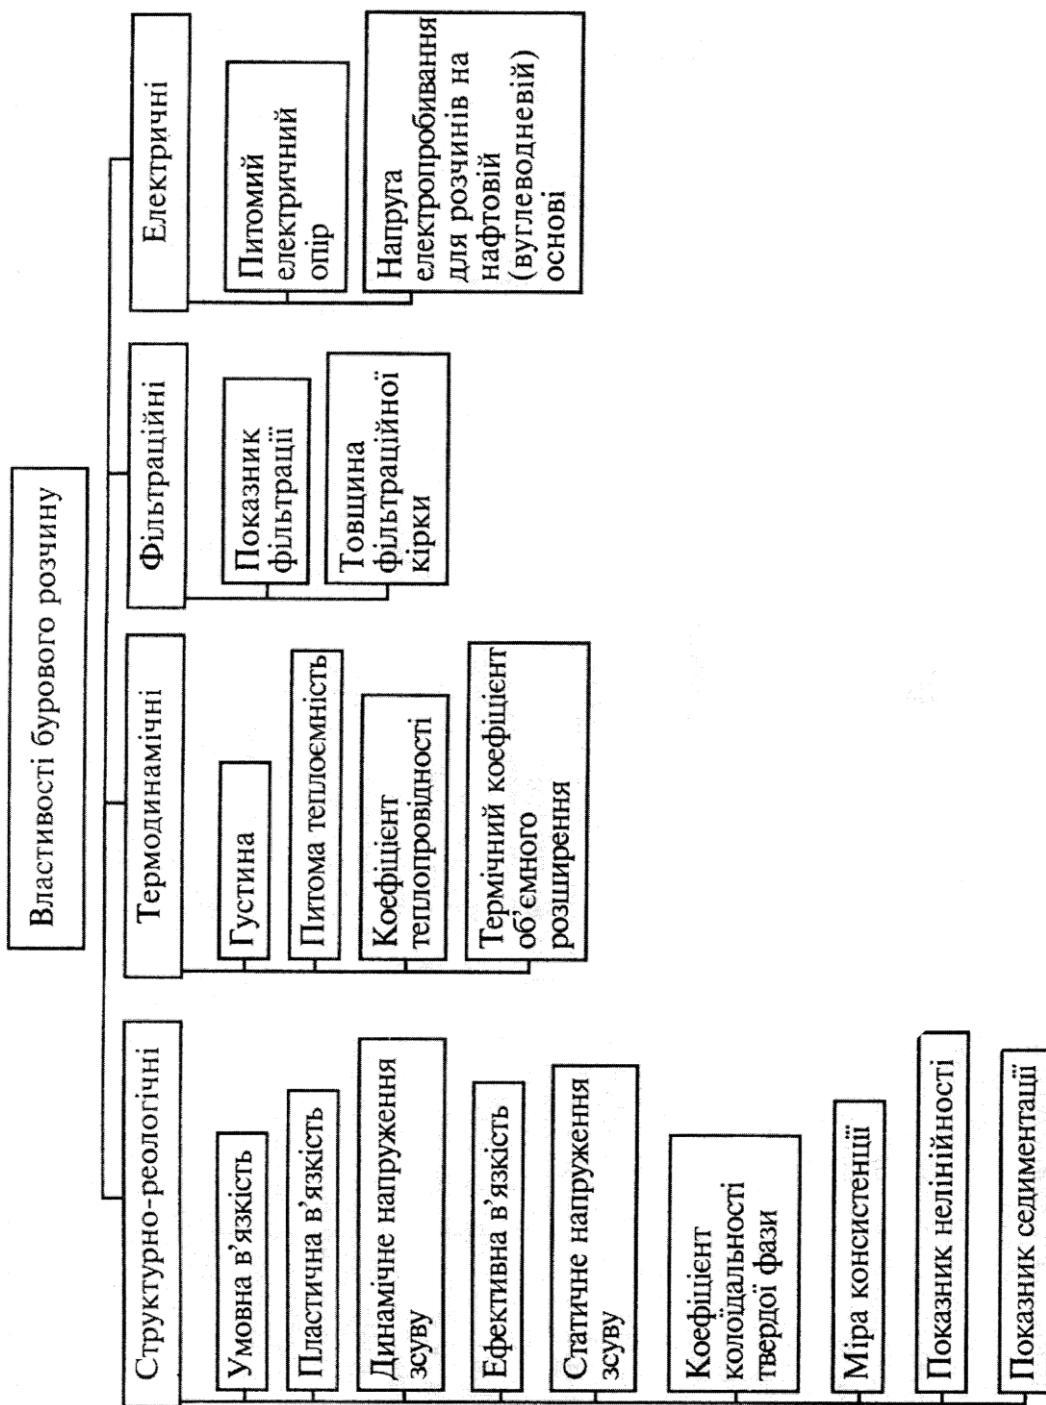 Властивості бурового розчину
Структурно-реологічні
Умовна в’язкість
Пластична в’язкість
Динамічне напруження
зсуву
Ефективна в’язкість
Статичне напруження
зсуву
Коефіцієнт
колоїдальності
твердої фази
Міра консистенції
Показник нелінійності
Показник седиментації
Термодинамічні
Густина
Питома теплоємність
Коефіцієнт
теплопровідності
Термічний коефіцієнт
об’ємного
розширення
Фільтраційні
Показник
фільтрації
Товщина
фільтраційної
кірки
Електричні
Питомий
електричний
опір
Напруга
електропробивання
для розчинів на
нафтовій
(вуглеводневій)
основі